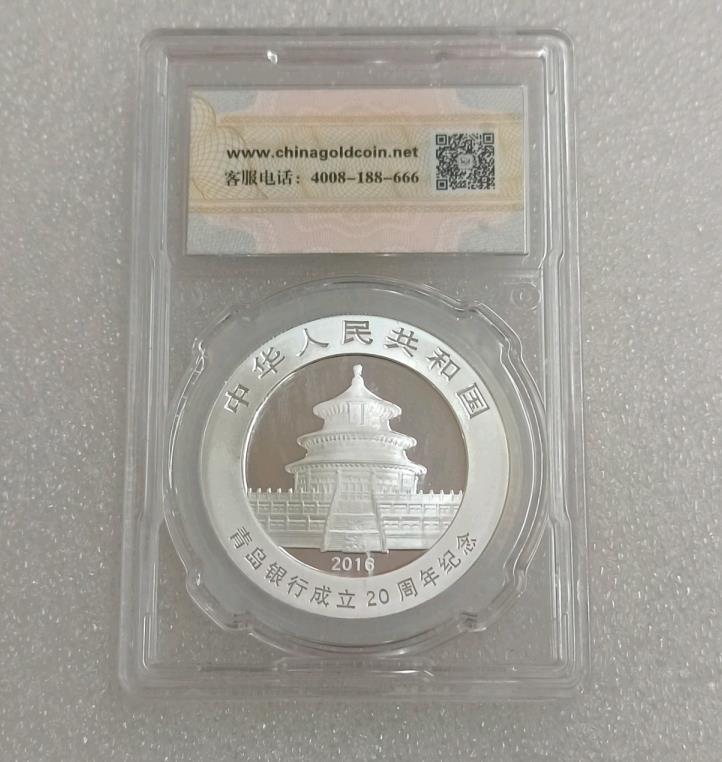 www.chinagoldcoin.net
客服电话：4008-188-666
中华人民共和国
2016
青岛银行成立20周年纪念